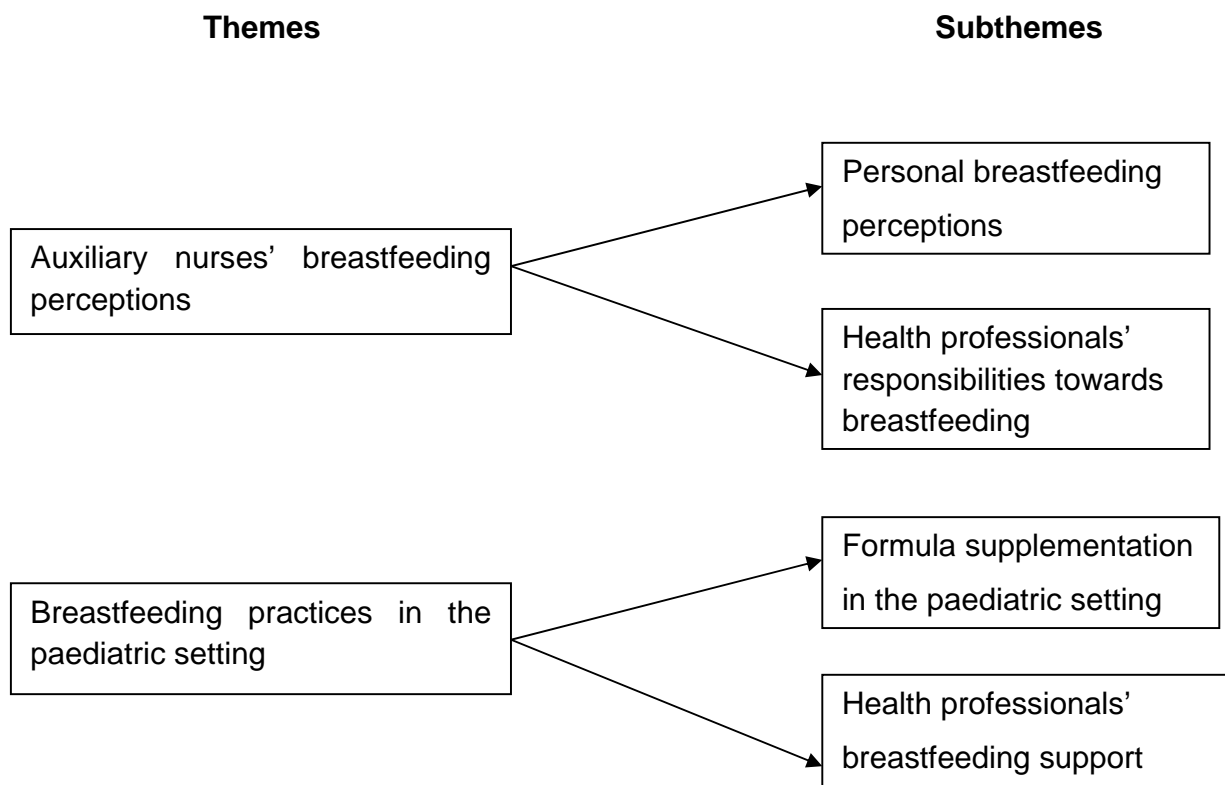 Themes
Subthemes
Auxiliary nurses’ breastfeeding
perceptions
Personal breastfeeding
perceptions
Health professionals’
responsibilities towards
breastfeeding
Breastfeeding practices in the
paediatric setting
Formula supplementation
in the paediatric setting
Health professionals’
breastfeeding support